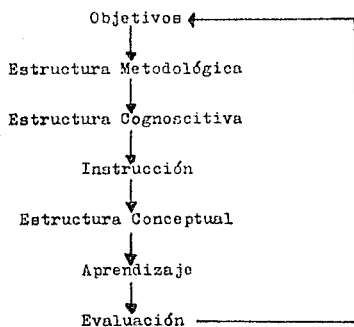 Objetivos
Estructura Metodológica
Estructura Cognoscitiva
Instrucción
Estructura Conceptual
Aprendizaje
Evaluación